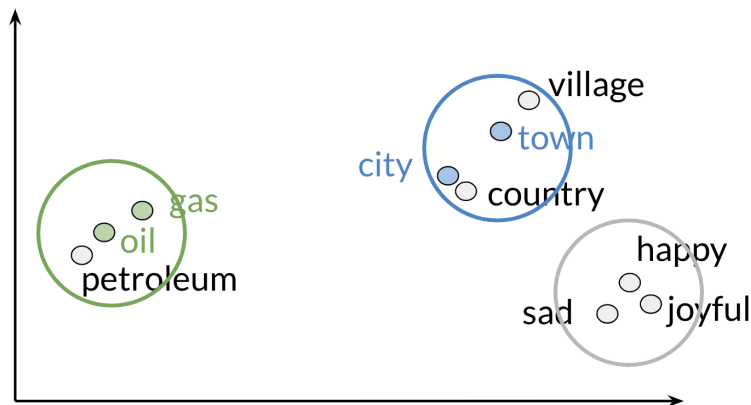 village
town
city
country
gas
oil
petroleum
happy
sad
joyful